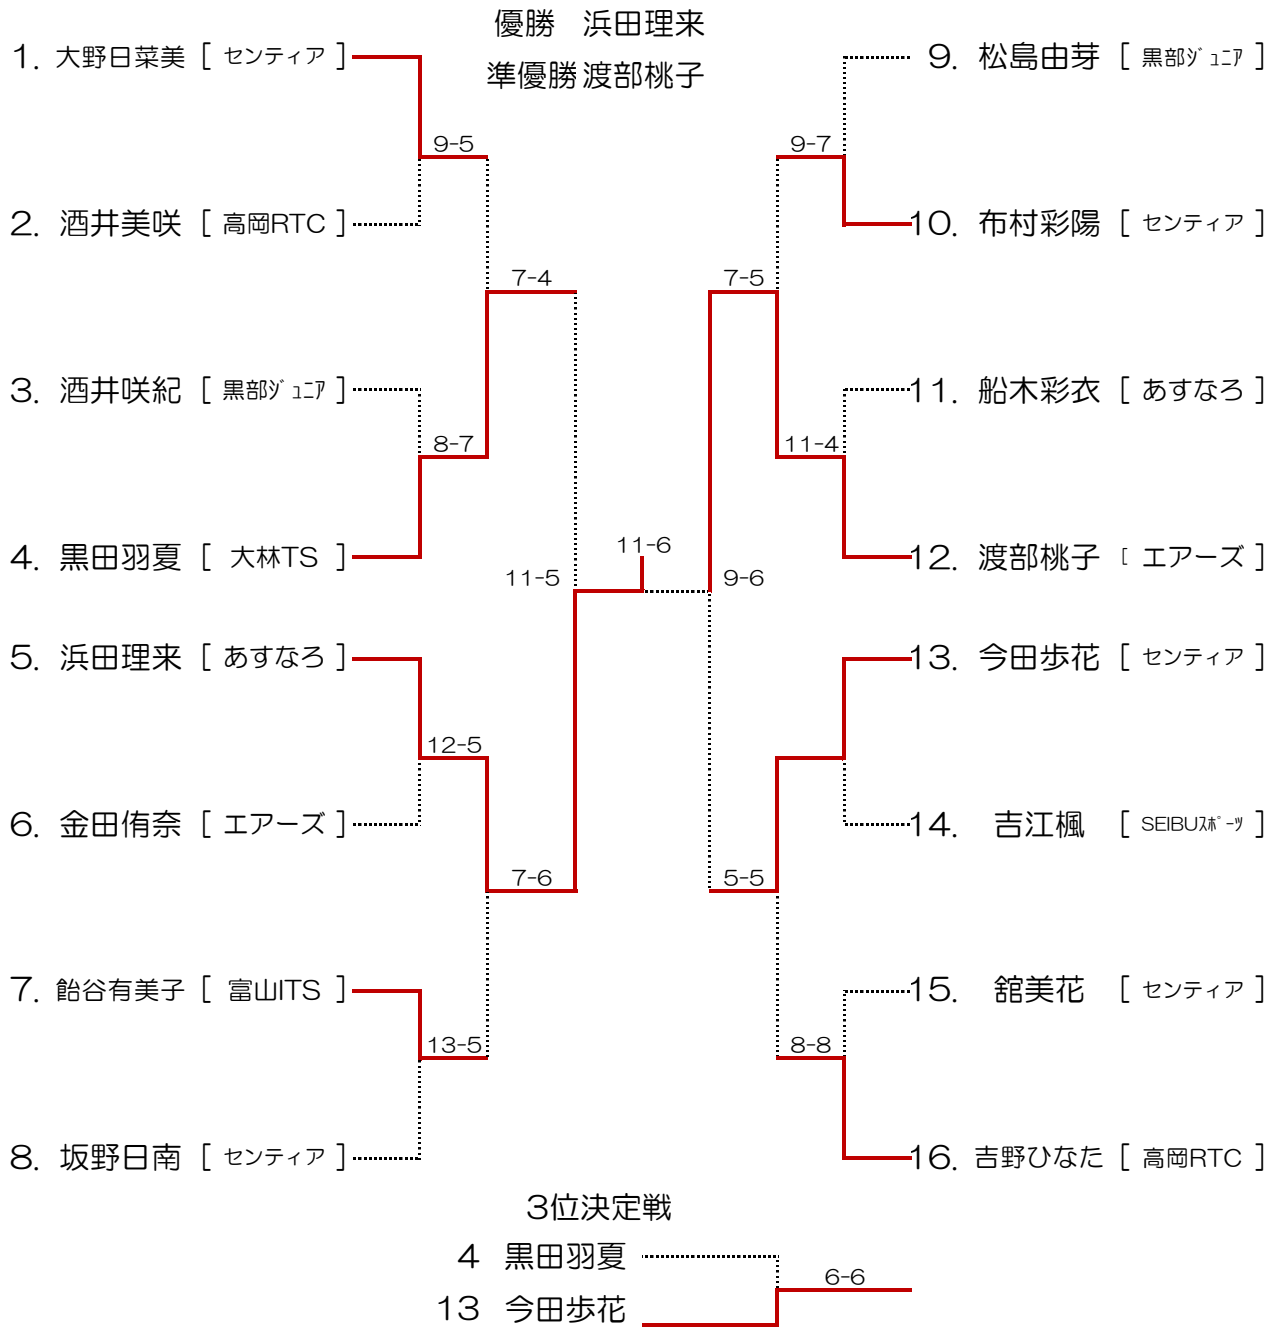 優勝 浜田理来
準優勝 渡部桃子
1. 大野日菜美 [ センティア ]
9-5
2. 酒井美咲 [ 高岡RTC ]
7-4
3. 酒井咲紀 [ 黒部ｼﾞｭﾆｱ ]
8-7
4. 黒田羽夏 [ 大林TS ]
11-5
5. 浜田理来 [ あすなろ ]
12-5
6. 金田侑奈 [ エアーズ ]
7-6
7. 飴谷有美子 [ 富山ITS ]
13-5
8. 坂野日南 [ センティア ]
11-6
9. 松島由芽 [ 黒部ｼﾞｭﾆｱ ]
9-7
10. 布村彩陽 [ センティア ]
7-5
11. 船木彩衣 [ あすなろ ]
11-4
12. 渡部桃子 [ エアーズ ]
9-6
13. 今田歩花 [ センティア ]
14. 吉江楓 [ SEIBUｽﾎﾟｰﾂ ]
5-5
15. 舘美花 [ センティア ]
8-8
16. 吉野ひなた [ 高岡RTC ]
3位決定戦
4 黒田羽夏
6-6
13 今田歩花